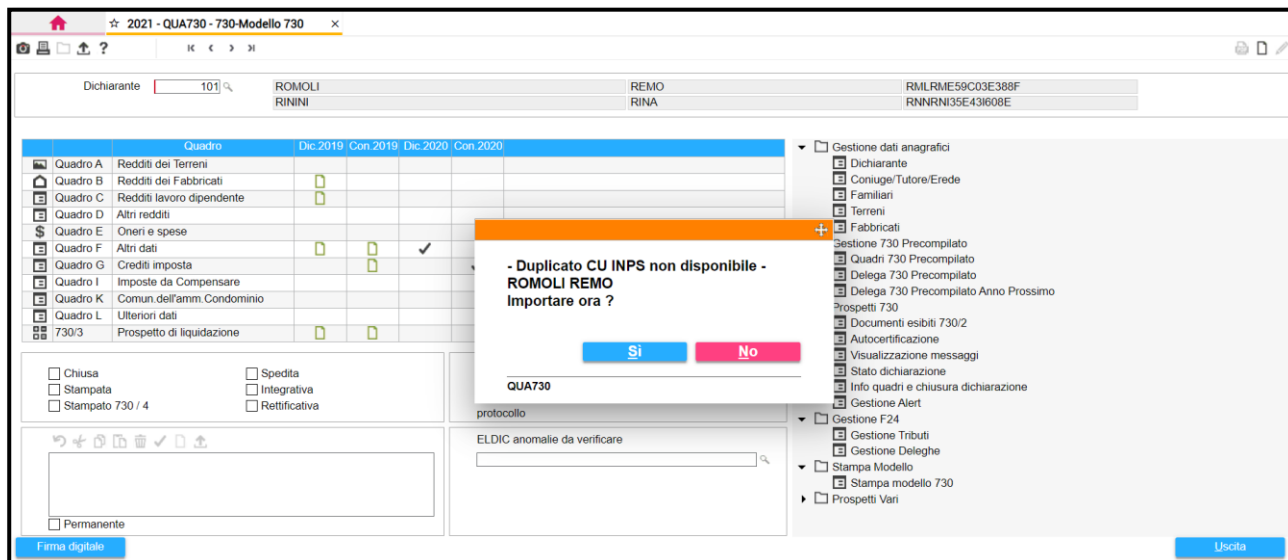 ☆ 2021 - QUA730 - 730-Modello 730 ×
?
Dichiarante 101 ROMOLI REMO RMLRME59C03E388F
RININI RINA RNNRNI35E43I608E
Quadro Dic.2019 Con.2019 Dic.2020 Con.2020
Quadro A Redditi dei Terreni
Quadro B Redditi dei Fabbricati
Quadro C Redditi lavoro dipendente
Quadro D Altri redditi
$ Quadro E Oneri e spese
Quadro F Altri dati
Quadro G Crediti imposta
Quadro I Imposte da Compensare
Quadro K Comun.dell'amm.Condominio
Quadro L Ulteriori dati
730/3 Prospetto di liquidazione
Chiusa Spedita
Stampata Integrativa
Stampato 730 / 4 Rettificativa
protocollo
ELDIC anomalie da verificare
Permanente
Firma digitale
- Duplicato CU INPS non disponibile -
ROMOLI REMO
Importare ora ?
Sì No
QUA730
Gestione dati anagrafici
Dichiarante
Coniuge/Tutore/Erede
Familiari
Terreni
Fabbricati
Gestione 730 Precompilato
Quadri 730 Precompilato
Delega 730 Precompilato
Delega 730 Precompilato Anno Prossimo
Prospetti 730
Documenti esibiti 730/2
Autocertificazione
Visualizzazione messaggi
Stato dichiarazione
Info quadri e chiusura dichiarazione
Gestione Alert
Gestione F24
Gestione Tributi
Gestione Deleghe
Stampa Modello
Stampa modello 730
Prospetti Vari
Uscita